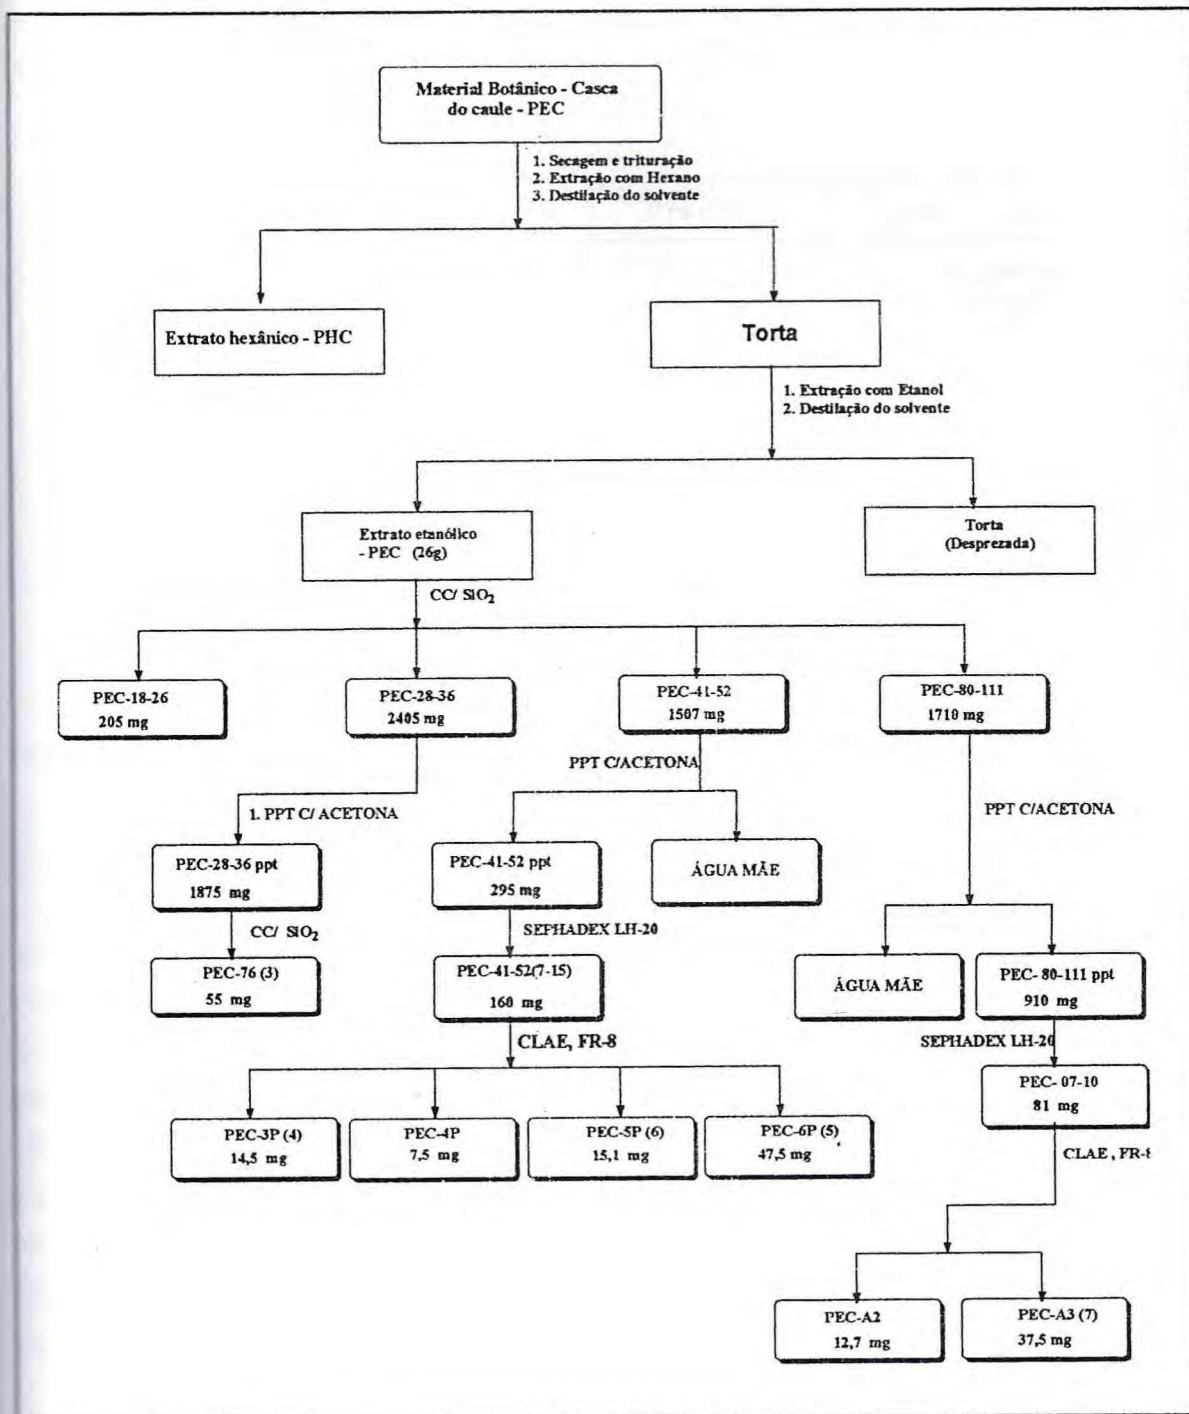 Material Botânico - Casca
do caule - PEC
1. Secagem e trituração
2. Extração com Hexano
3. Destilação do solvente
Extrato hexânico - PHC
Torta
1. Extração com Etanol
2. Destilação do solvente
Extrato etanólico
- PEC (26g)
Torta
(Desprezada)
CC/ SIO2
PEC-18-26
205 mg
PEC-28-36
2405 mg
PEC-41-52
1507 mg
PEC-80-111
1710 mg
PPT C/ACETONA
1. PPT C/ ACETONA
PPT C/ACETONA
PEC-28-36 ppt
1875 mg
PEC-41-52 ppt
295 mg
ÁGUA MÃE
CC/ SIO2
SEPHADEX LH-20
PEC-76 (3)
55 mg
PEC-41-52(7-15)
160 mg
ÁGUA MÃE
PEC- 80-111 ppt
910 mg
CLAE, FR-8
SEPHADEX LH-20
PEC- 07-10
81 mg
PEC-3P (4)
14,5 mg
PEC-4P
7,5 mg
PEC-5P (6)
15,1 mg
PEC-6P (5)
47,5 mg
CLAE , FR-8
PEC-A2
12,7 mg
PEC-A3 (7)
37,5 mg